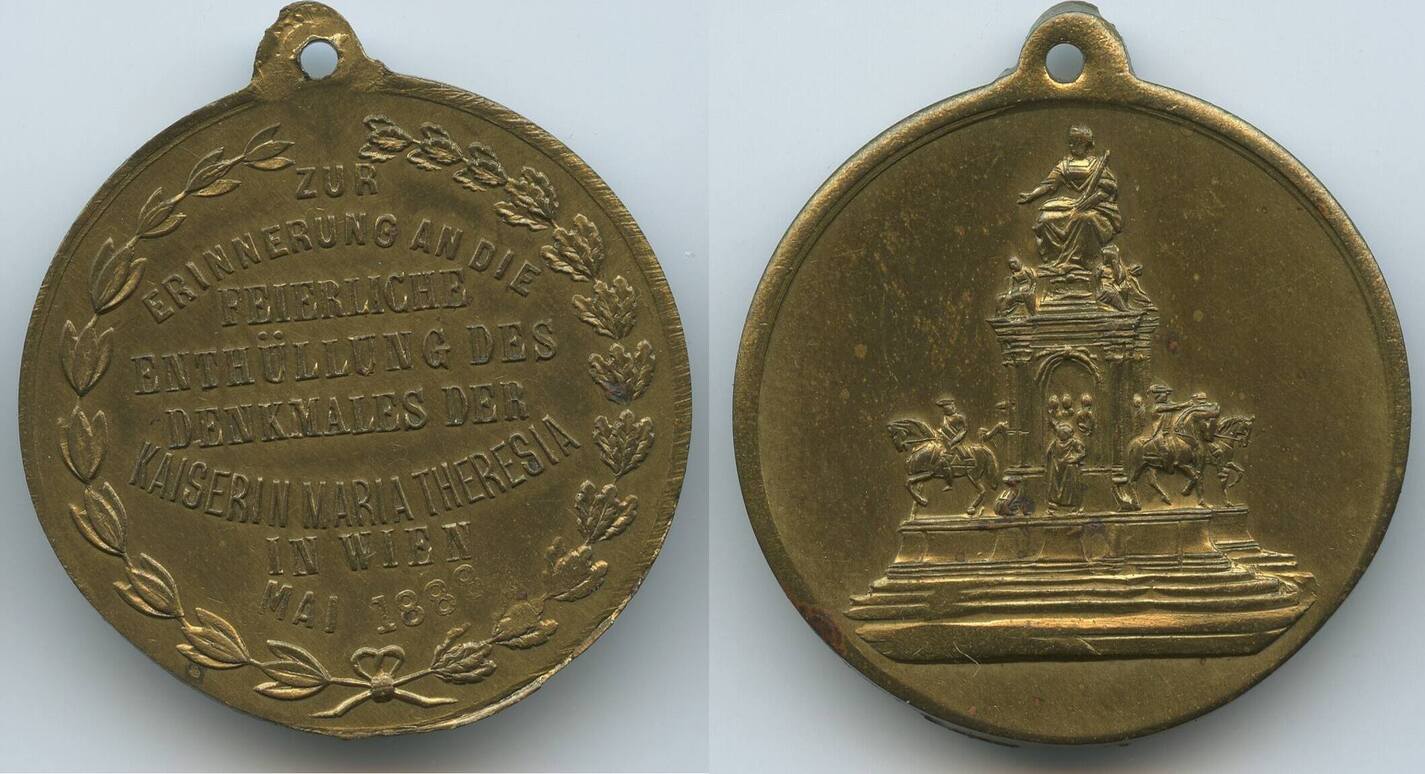 ZUR
ERINNERUNG AN DIE
FEIERLICHE
ENTHÜLLUNG DES
DENKMALES DER
KAISERIN MARIA THERESIA
IN WIEN
MAI 1888